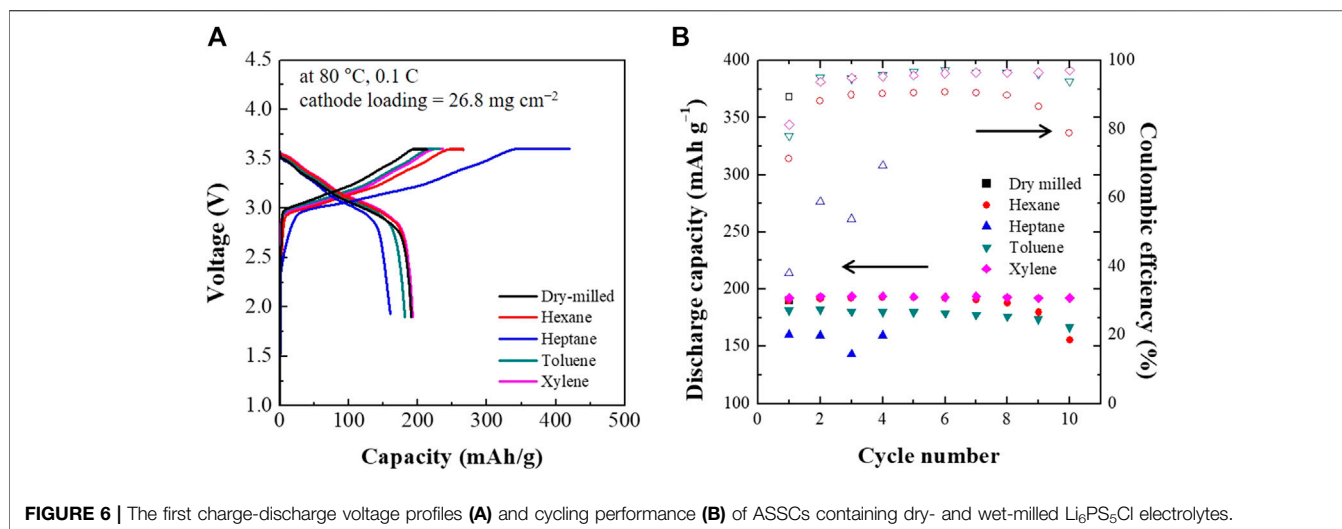 A
4.5
4.0
3.5
3.0
2.5
2.0
1.5
1.0
Voltage (V)
at 80 °C, 0.1 C
cathode loading = 26.8 mg cm⁻²
Dry-milled
Hexane
Heptane
Toluene
Xylene
0 100 200 300 400 500
Capacity (mAh/g)
B
400
350
300
250
200
150
100
Discharge capacity (mAh g⁻¹)
Dry milled
Hexane
Heptane
Toluene
Xylene
100
80
60
40
20
0
Coulombic effciency (%)
0 2 4 6 8 10
Cycle number
FIGURE 6 | The first charge-discharge voltage profiles (A) and cycling performance (B) of ASSCs containing dry- and wet-milled Li₆PS₅Cl electrolytes.